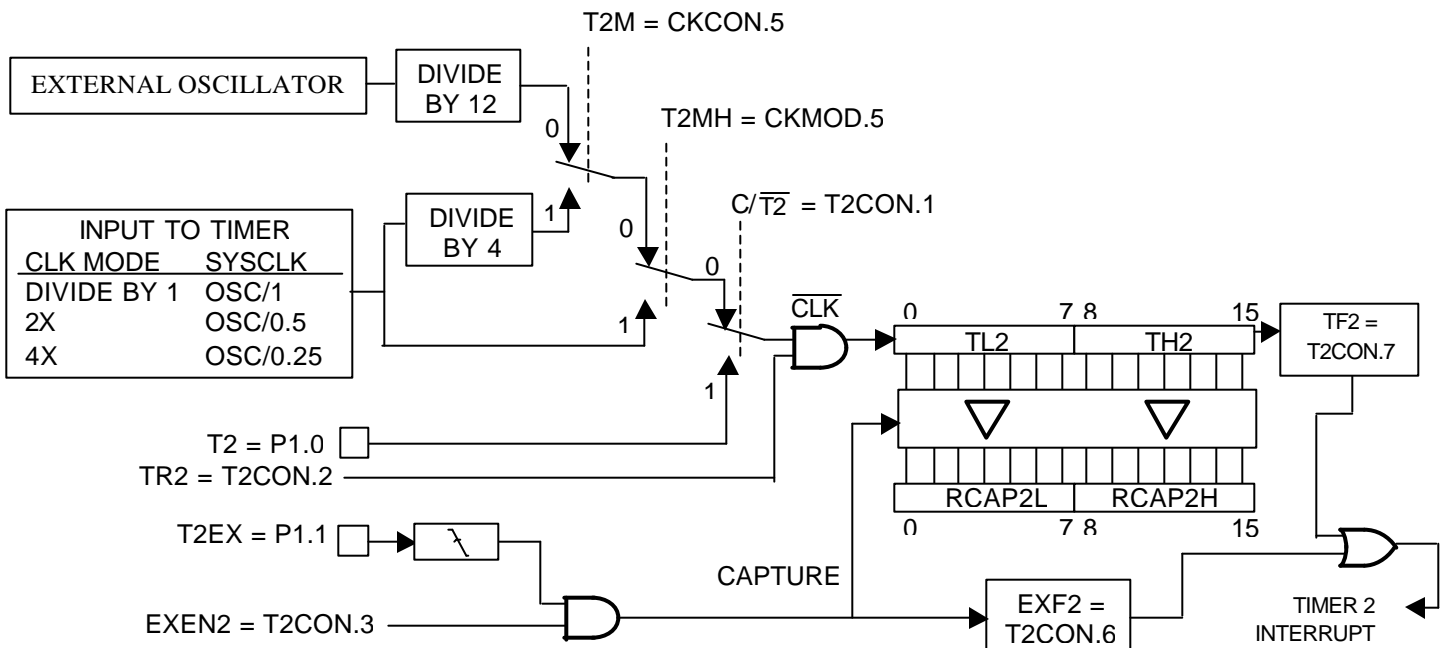 T2M = CKCON.5
EXTERNAL OSCILLATOR
DIVIDE
BY 12
0
T2MH = CKMOD.5
1
DIVIDE
BY 4
0
C/T2 = T2CON.1
INPUT TO TIMER
CLK MODE SYSCLK
DIVIDE BY 1 OSC/1
2X OSC/0.5
4X OSC/0.25
0
1
CLK
0 7 8 15
TL2 TH2
TF2 =
T2CON.7
1
T2 = P1.0
TR2 = T2CON.2
RCAP2L RCAP2H
0 7 8 15
T2EX = P1.1
CAPTURE
EXEN2 = T2CON.3
EXF2 =
T2CON.6
TIMER 2
INTERRUPT